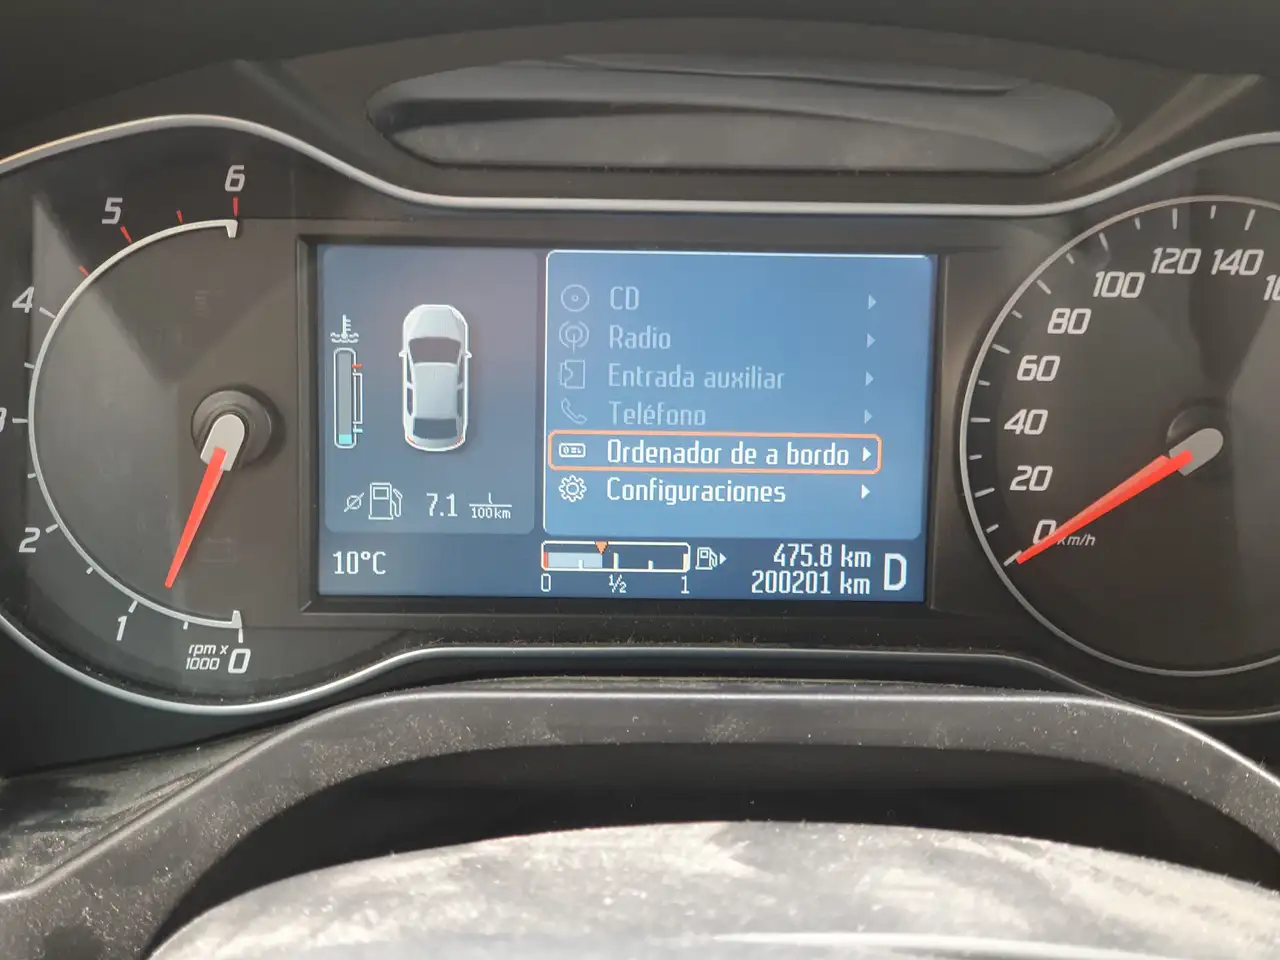 6
5
4
3
2
1
rpm x
1000 0
CD
Radio
Entrada auxiliar
Teléfono
Ordenador de a bordo
Configuraciones
7.1 l
100km
10°C
0 1/2 1
475.8 km
200201 km
D
140
120
100
80
60
40
20
0 km/h